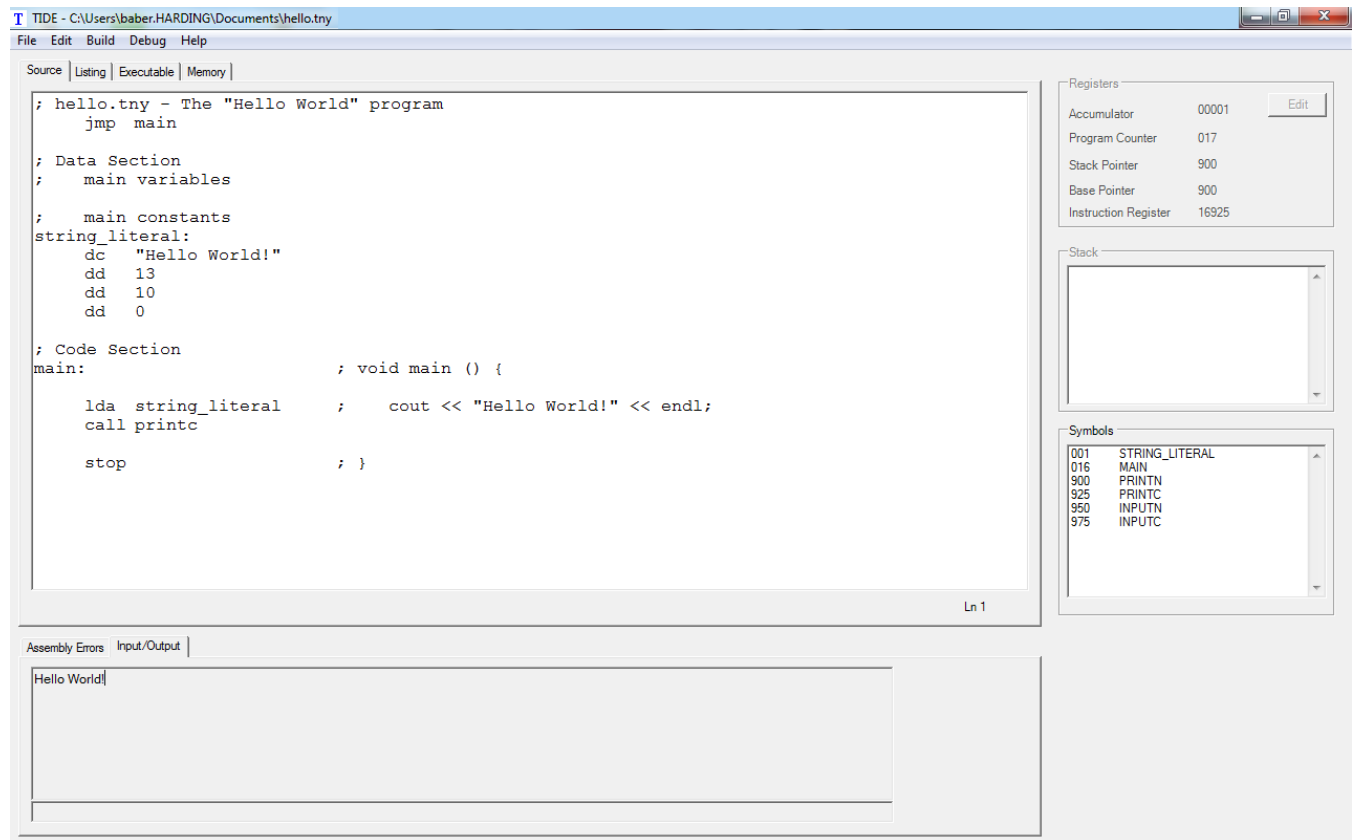 T TIDE - C:\Users\baber.HARDING\Documents\hello.tny
File Edit Build Debug Help
Source Listing Executable Memory
; hello.tny - The "Hello World" program
jmp main
; Data Section
; main variables
; main constants
string_literal:
dc "Hello World!"
dd 13
dd 10
dd 0
; Code Section
main: ; void main () {
lda string_literal ; cout << "Hello World!" << endl;
call printc
stop ; }
Ln 1
Registers
Accumulator 00001 Edit
Program Counter 017
Stack Pointer 900
Base Pointer 900
Instruction Register 16925
Stack
Symbols
001 STRING_LITERAL
016 MAIN
900 PRINTN
925 PRINTC
950 INPUTN
975 INPUTC
Assembly Errors Input/Output
Hello World!